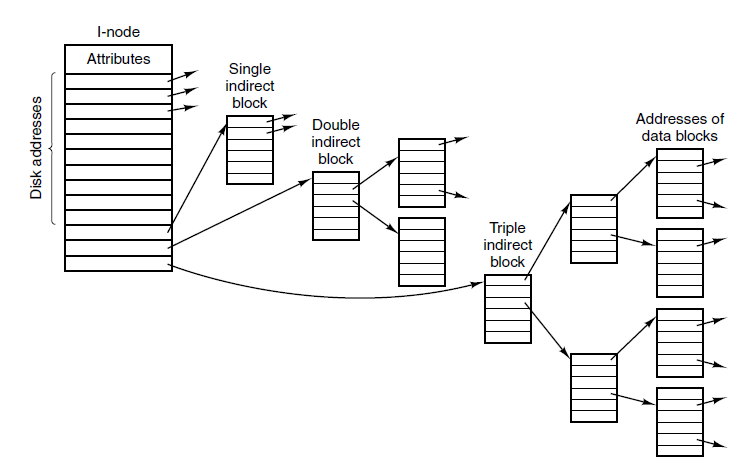 I-node
Attributes
Disk addresses
Single
indirect
block
Double
indirect
block
Triple
indirect
block
Addresses of
data blocks